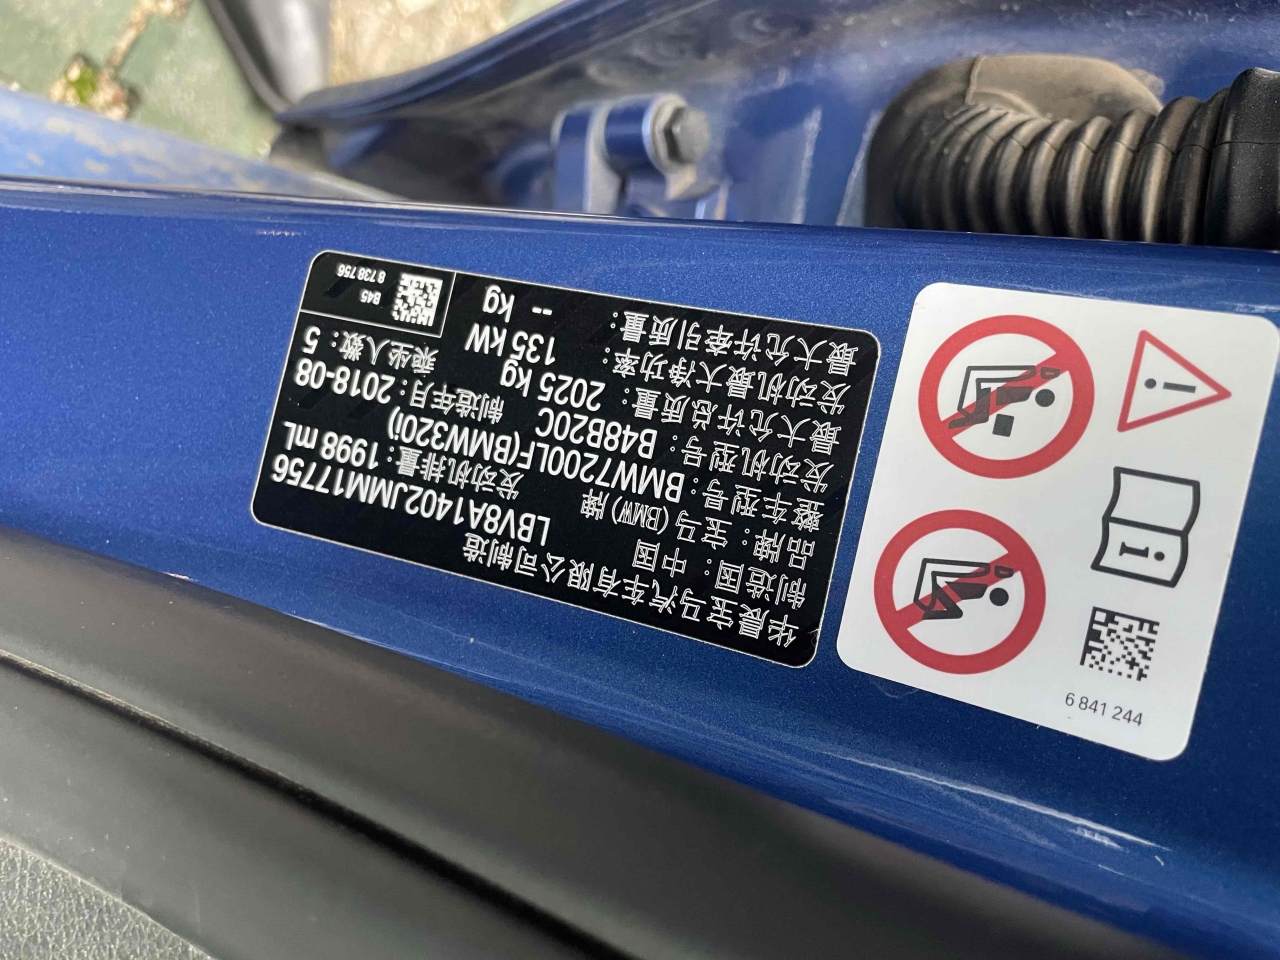 华晨宝马汽车有限公司制造
制造国：中国 LBV8A1402JMM17756
品牌：宝马(BMW)牌 发动机排量：1998 mL
整车型号：BMW7200LF(BMW320i)
发动机型号：B48B20C 制造年月：2018-08
最大允许总质量：2025 kg 乘坐人数：5
发动机最大净功率：135 kW
最大允许牵引质量：-- kg
B45
8 738 756
6 841 244